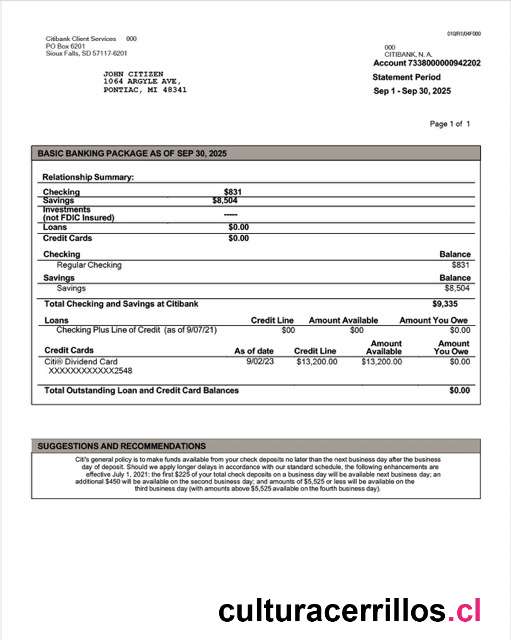 01GR1U04F000
Citibank Client Services 000
PO Box 6201
Sioux Falls, SD 57117-6201
000
CITIBANK, N. A.
Account 7338000000942202
Statement Period
Sep 1 - Sep 30, 2025
JOHN CITIZEN
1064 ARGYLE AVE,
PONTIAC, MI 48341
Page 1 of 1
BASIC BANKING PACKAGE AS OF SEP 30, 2025
Relationship Summary:
Checking $831
Savings $8,504
Investments
(not FDIC Insured) -----
Loans $0.00
Credit Cards $0.00
Checking Balance
Regular Checking $831
Savings Balance
Savings $8,504
Total Checking and Savings at Citibank $9,335
Loans Credit Line Amount Available Amount You Owe
Checking Plus Line of Credit (as of 9/07/21) $00 $00 $0.00
Credit Cards As of date Credit Line Amount Available Amount You Owe
Citi® Dividend Card 9/02/23 $13,200.00 $13,200.00 $0.00
XXXXXXXXXXXX2548
Total Outstanding Loan and Credit Card Balances $0.00
SUGGESTIONS AND RECOMMENDATIONS
Citi's general policy is to make funds available from your check deposits no later than the next business day after the business
day of deposit. Should we apply longer delays in accordance with our standard schedule, the following enhancements are
effective July 1, 2021: the first $225 of your total check deposits on a business day will be available next business day; an
additional $450 will be available on the second business day; and amounts of $5,525 or less will be available on the
third business day (with amounts above $5,525 available on the fourth business day).
culturacerrillos.cl